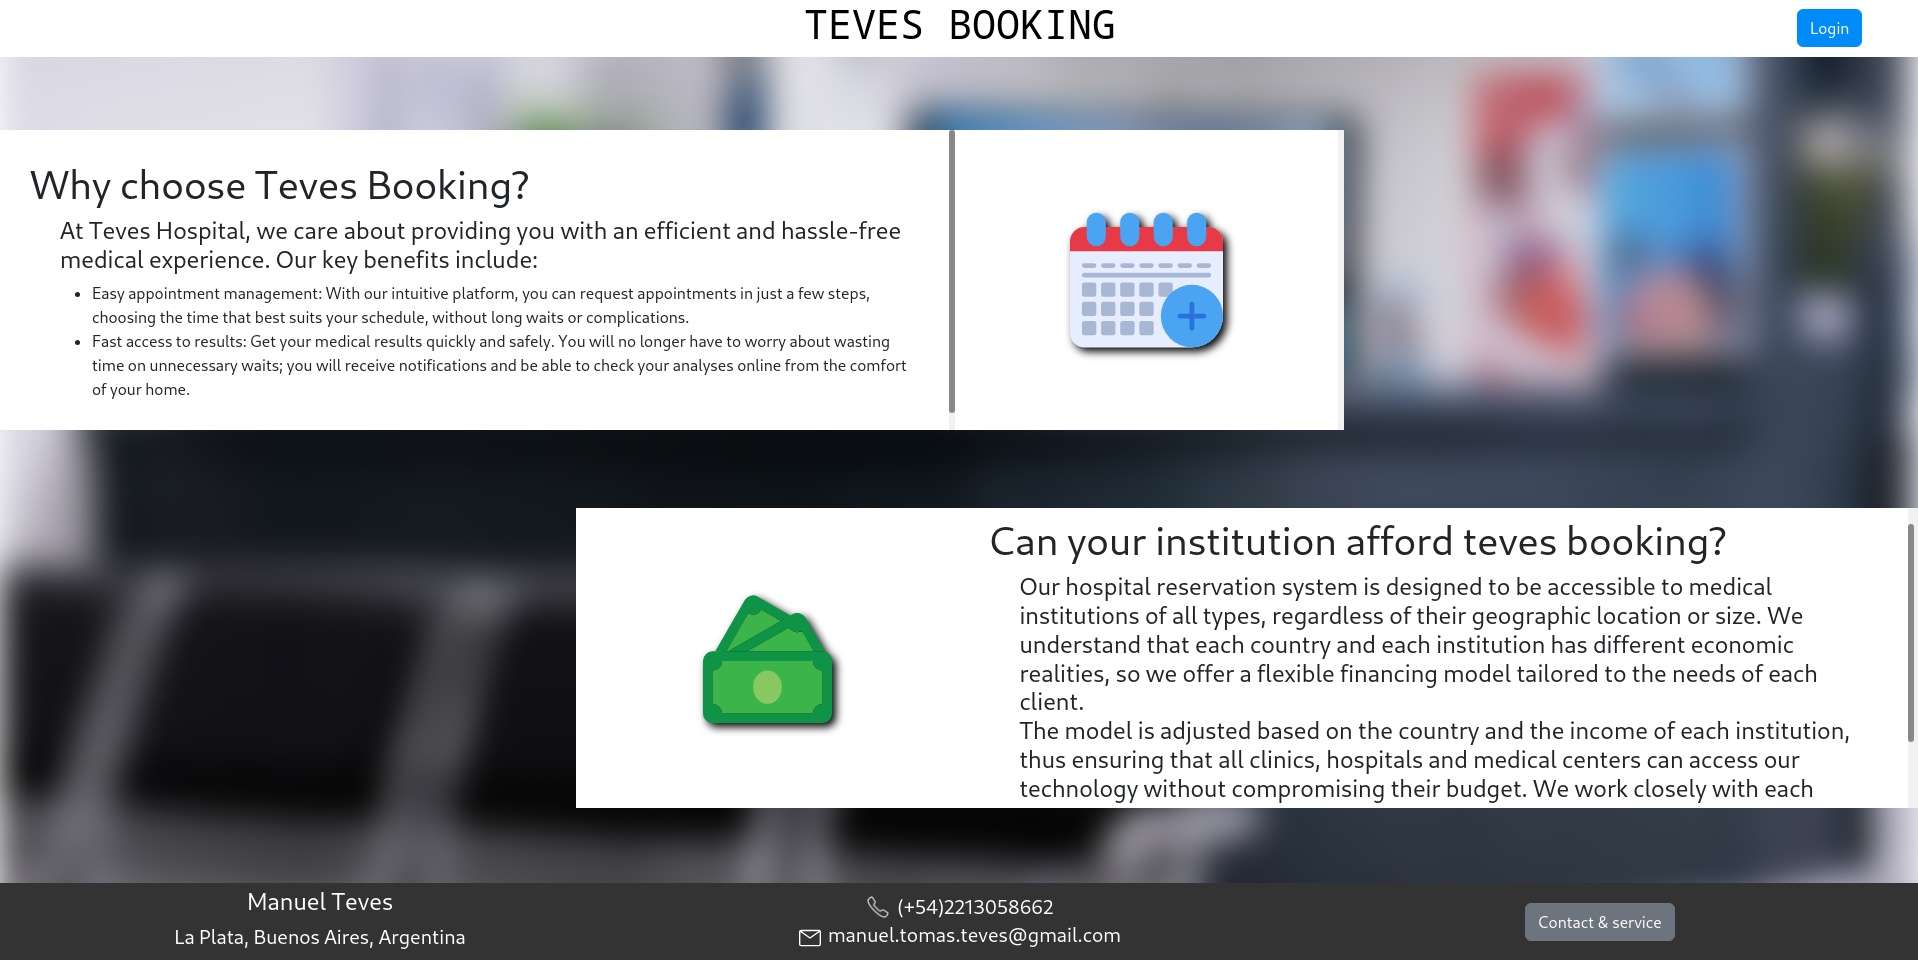 TEVES BOOKING
Login
Why choose Teves Booking?
At Teves Hospital, we care about providing you with an efficient and hassle-free
medical experience. Our key benefits include:
• Easy appointment management: With our intuitive platform, you can request appointments in just a few steps,
choosing the time that best suits your schedule, without long waits or complications.
• Fast access to results: Get your medical results quickly and safely. You will no longer have to worry about wasting
time on unnecessary waits; you will receive notifications and be able to check your analyses online from the comfort
of your home.
Can your institution afford teves booking?
Our hospital reservation system is designed to be accessible to medical
institutions of all types, regardless of their geographic location or size. We
understand that each country and each institution has different economic
realities, so we offer a flexible financing model tailored to the needs of each
client.
The model is adjusted based on the country and the income of each institution,
thus ensuring that all clinics, hospitals and medical centers can access our
technology without compromising their budget. We work closely with each
Manuel Teves
La Plata, Buenos Aires, Argentina
(+54)2213058662
manuel.tomas.teves@gmail.com
Contact & service